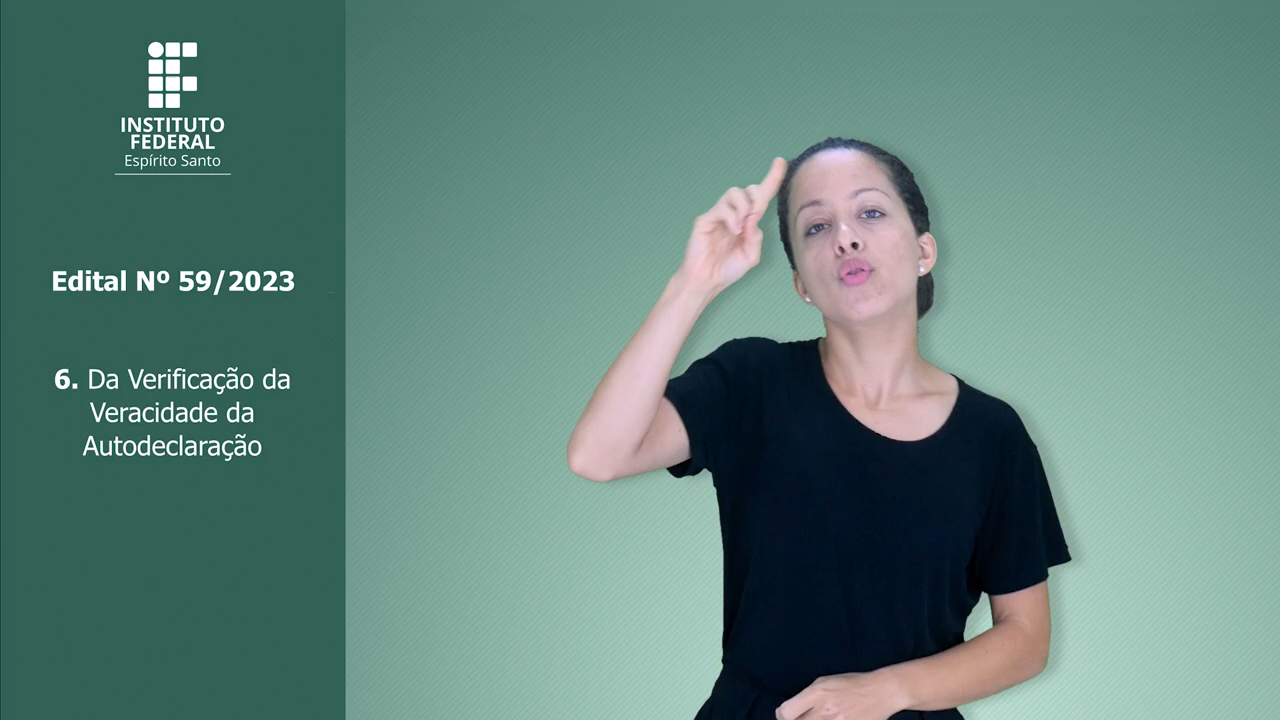 INSTITUTO
FEDERAL
Espírito Santo
Edital Nº 59/2023
6. Da Verificação da
Veracidade da
Autodeclaração